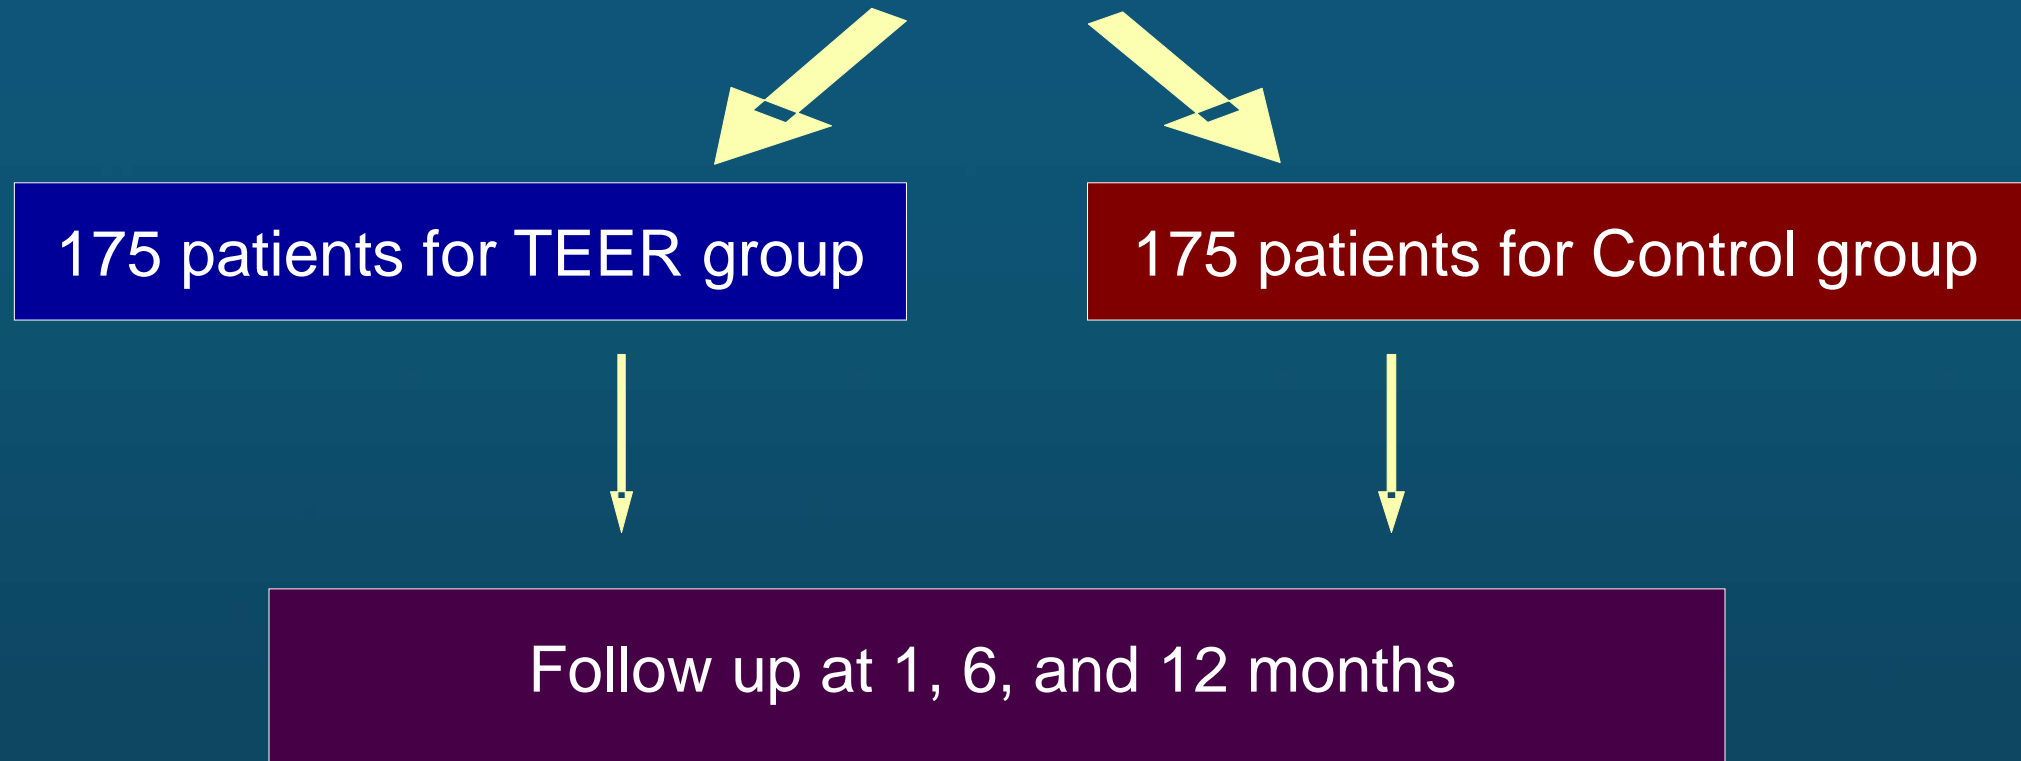 175 patients for TEER group
175 patients for Control group
Follow up at 1, 6, and 12 months